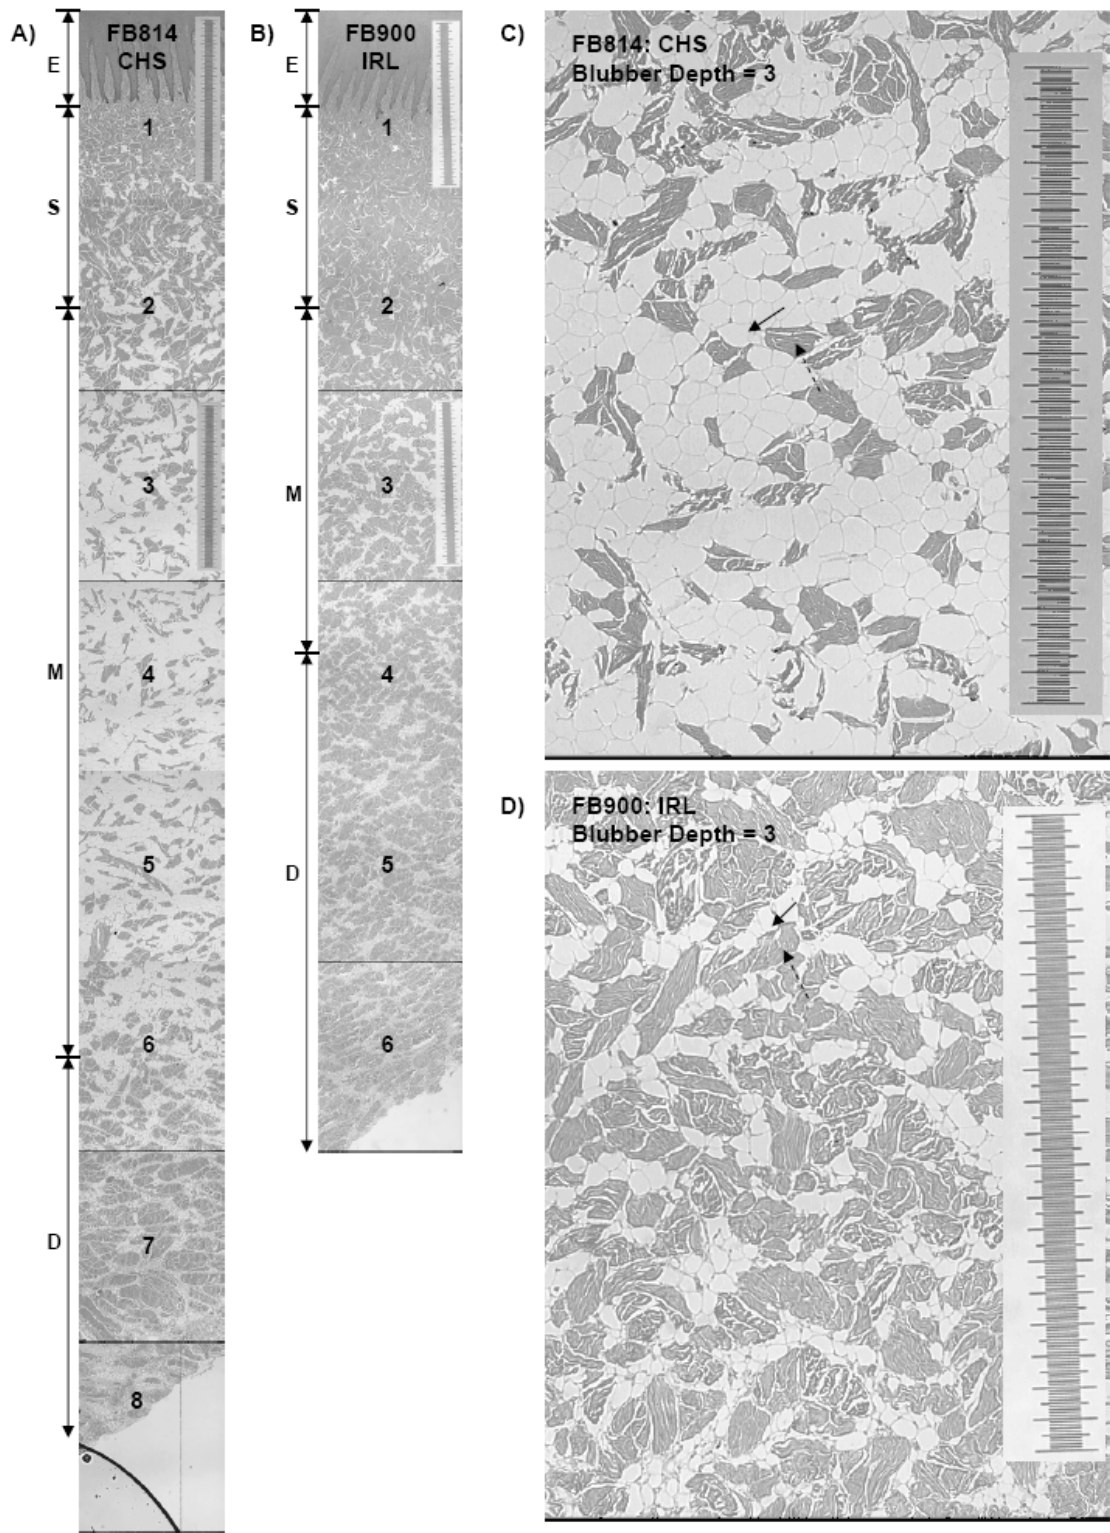 A)
FB814
CHS
E
1
S
2
3
M
4
5
6
D
7
8
B)
FB900
IRL
E
1
S
2
M
3
4
D
5
6
C)
FB814: CHS
Blubber Depth = 3
D)
FB900: IRL
Blubber Depth = 3